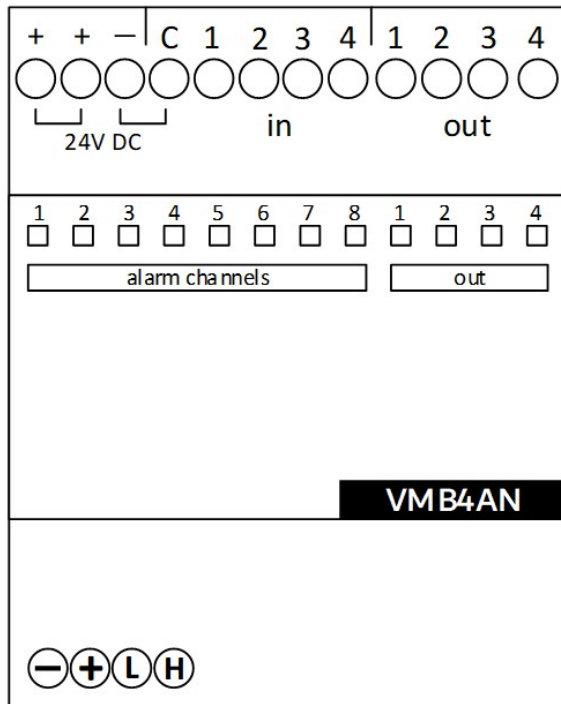 + + — C 1 2 3 4 1 2 3 4
24V DC in out
1 2 3 4 5 6 7 8 1 2 3 4
alarm channels out
VMB4AN
− + L H